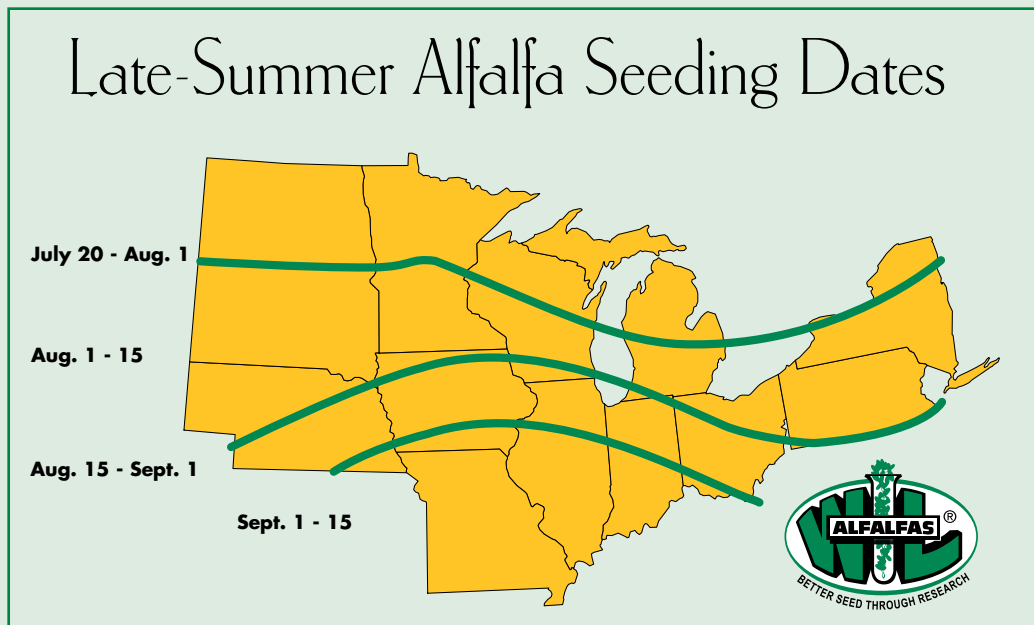 Late-Summer Alfalfa Seeding Dates
July 20 - Aug. 1
Aug. 1 - 15
Aug. 15 - Sept. 1
Sept. 1 - 15
WL
ALFALFAS ®
BETTER SEED THROUGH RESEARCH